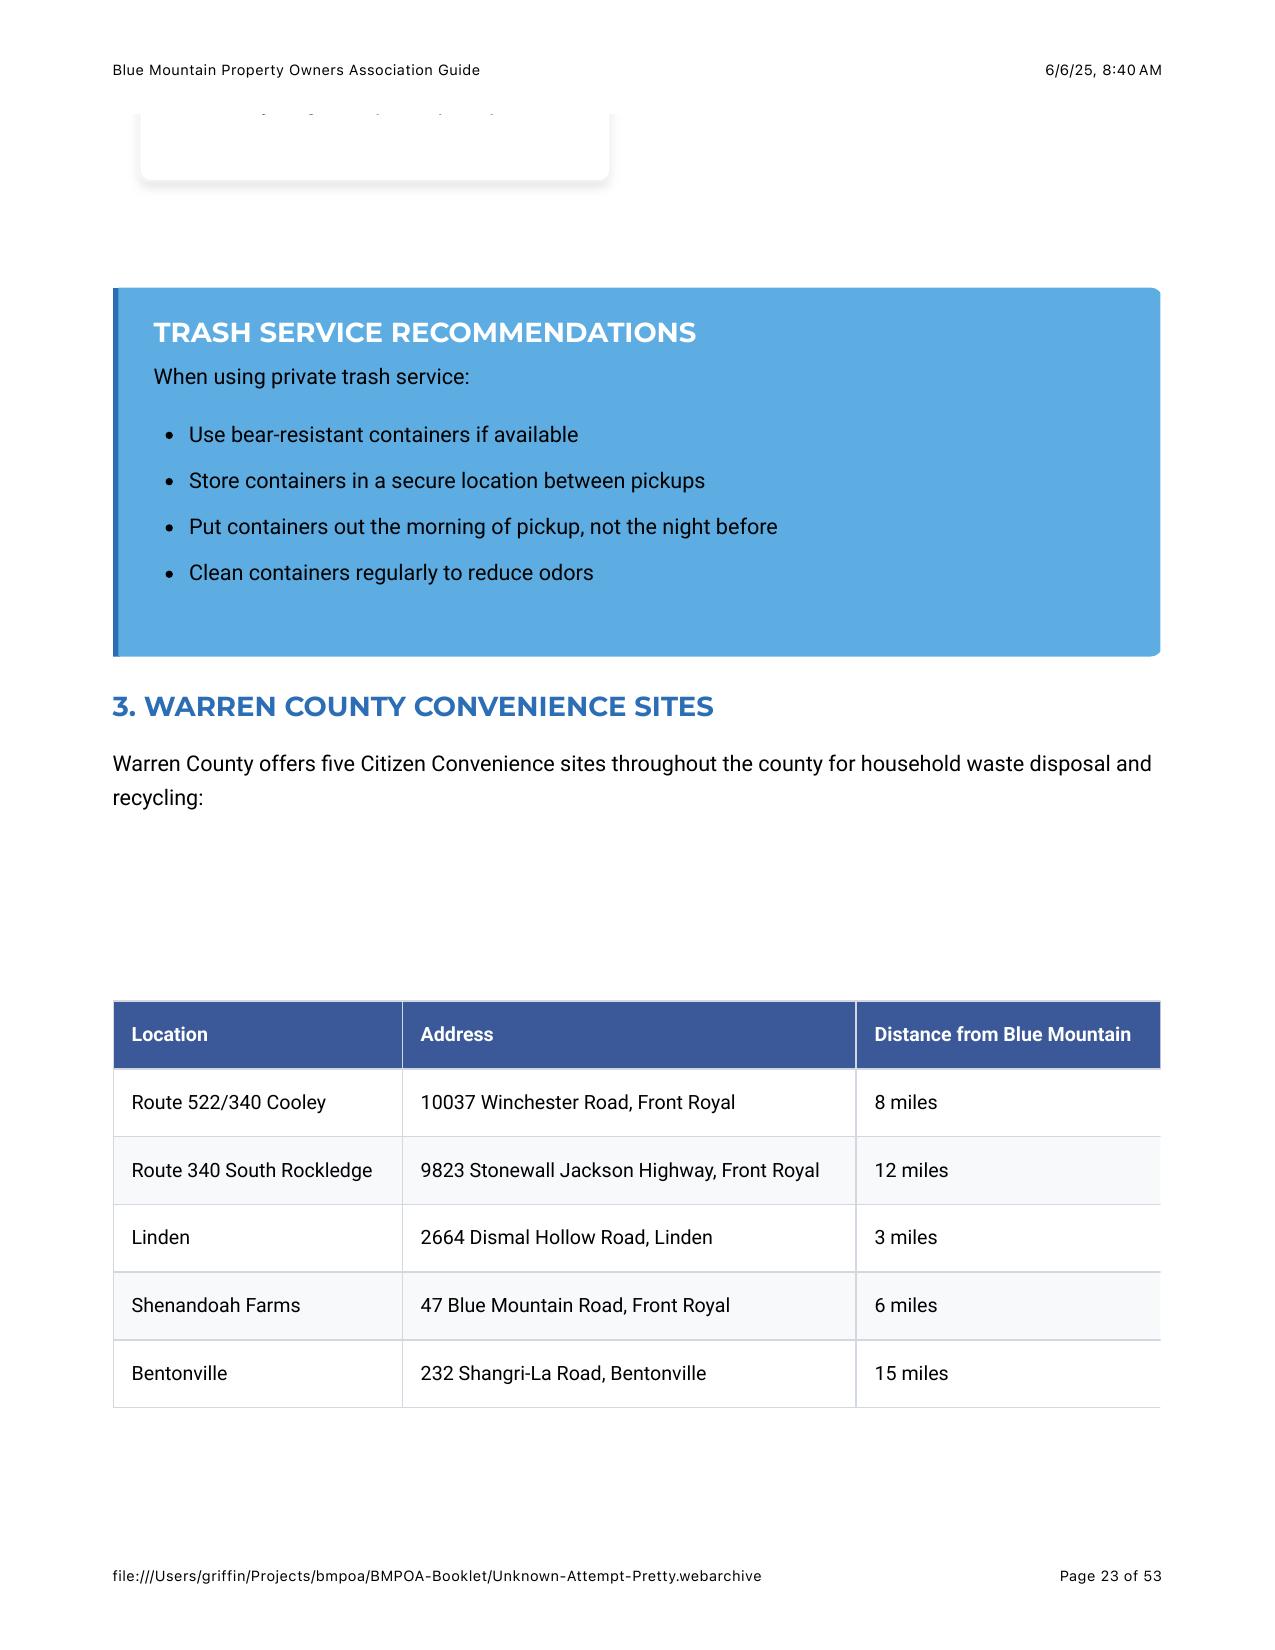 Blue Mountain Property Owners Association Guide 6/6/25, 8:40 AM
TRASH SERVICE RECOMMENDATIONS
When using private trash service:
• Use bear-resistant containers if available
• Store containers in a secure location between pickups
• Put containers out the morning of pickup, not the night before
• Clean containers regularly to reduce odors
3. WARREN COUNTY CONVENIENCE SITES
Warren County offers five Citizen Convenience sites throughout the county for household waste disposal and
recycling:
Location Address Distance from Blue Mountain
Route 522/340 Cooley 10037 Winchester Road, Front Royal 8 miles
Route 340 South Rockledge 9823 Stonewall Jackson Highway, Front Royal 12 miles
Linden 2664 Dismal Hollow Road, Linden 3 miles
Shenandoah Farms 47 Blue Mountain Road, Front Royal 6 miles
Bentonville 232 Shangri-La Road, Bentonville 15 miles
file:///Users/griffin/Projects/bmpoa/BMPOA-Booklet/Unknown-Attempt-Pretty.webarchive Page 23 of 53